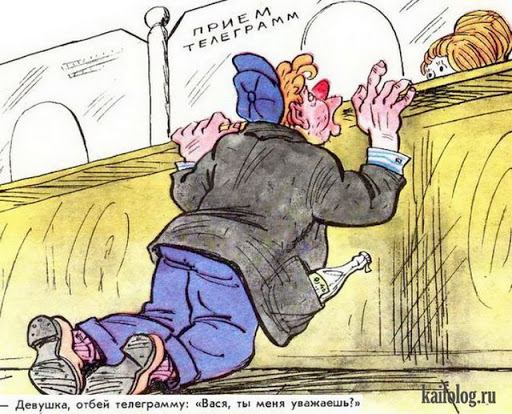 ПРИЕМ
ТЕЛЕГРАММ
— Девушка, отбей телеграмму: «Вася, ты меня уважаешь?»
kaifolog.ru